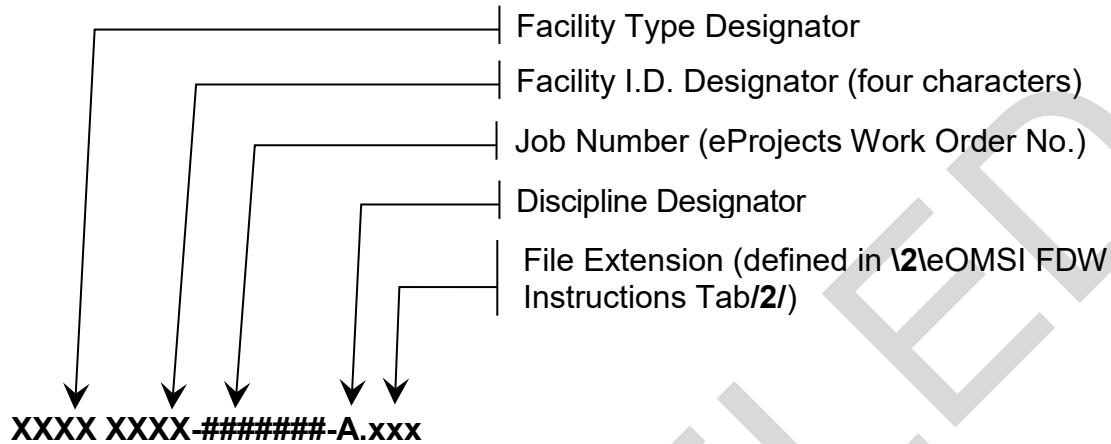 Facility Type Designator
Facility I.D. Designator (four characters)
Job Number (eProjects Work Order No.)
Discipline Designator
File Extension (defined in \2\eOMSI FDW
Instructions Tab/2/)
XXXX XXXX-#######-A.xxx